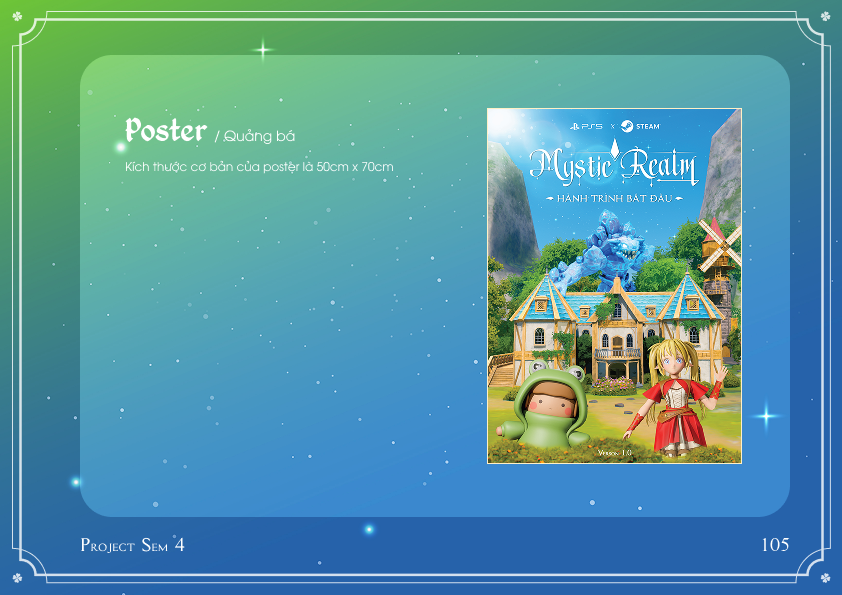 Poster / Quảng bá
Kích thước cơ bản của poster là 50cm x 70cm
PS5 x STEAM
Mystic Realm
HÀNH TRÌNH BẮT ĐẦU
Version 1.0
Project Sem 4
105